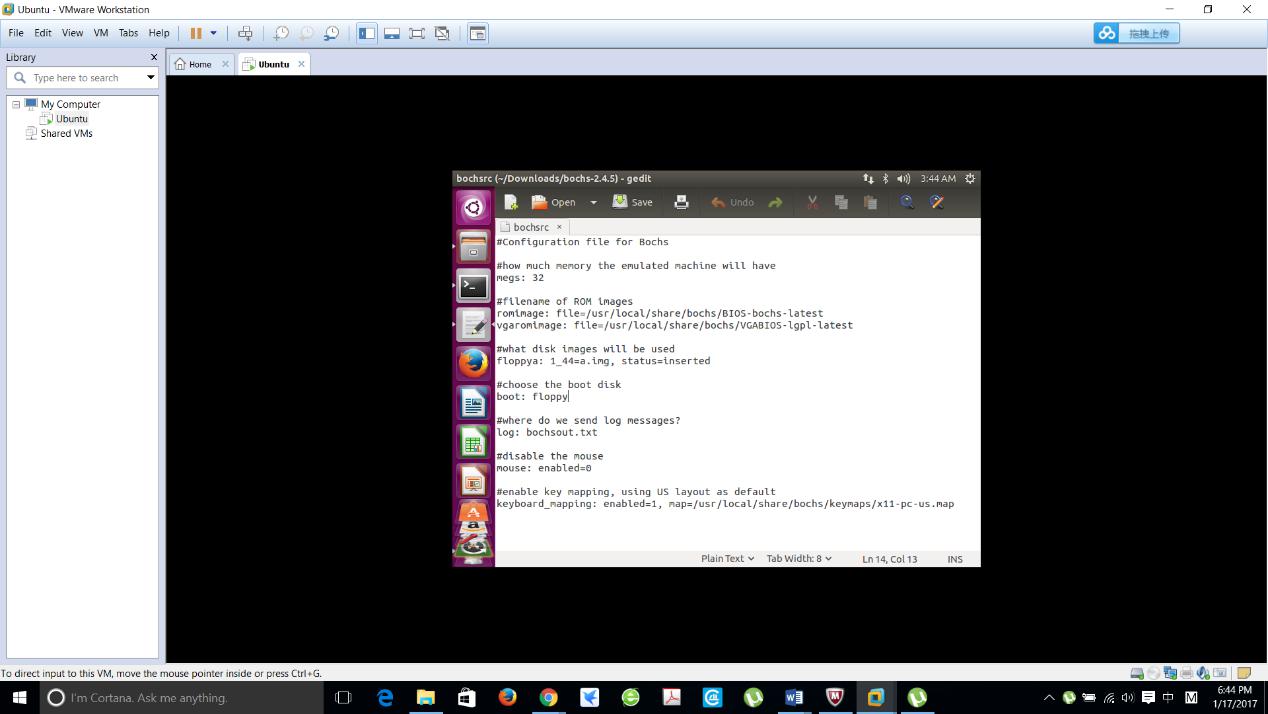 Ubuntu - VMware Workstation
File Edit View VM Tabs Help
拖拽上传
Library
Type here to search
My Computer
Ubuntu
Shared VMs
Home
Ubuntu
bochsrc (~/Downloads/bochs-2.4.5) - gedit
3:44 AM
Open Save Undo
bochsrc
#Configuration file for Bochs
#how much memory the emulated machine will have
megs: 32
#filename of ROM images
romimage: file=/usr/local/share/bochs/BIOS-bochs-latest
vgaromimage: file=/usr/local/share/bochs/VGABIOS-lgpl-latest
#what disk images will be used
floppya: 1_44=a.img, status=inserted
#choose the boot disk
boot: floppy
#where do we send log messages?
log: bochsout.txt
#disable the mouse
mouse: enabled=0
#enable key mapping, using US layout as default
keyboard_mapping: enabled=1, map=/usr/local/share/bochs/keymaps/x11-pc-us.map
Plain Text Tab Width: 8 Ln 14, Col 13 INS
To direct input to this VM, move the mouse pointer inside or press Ctrl+G.
I'm Cortana. Ask me anything.
中
M
6:44 PM
1/17/2017